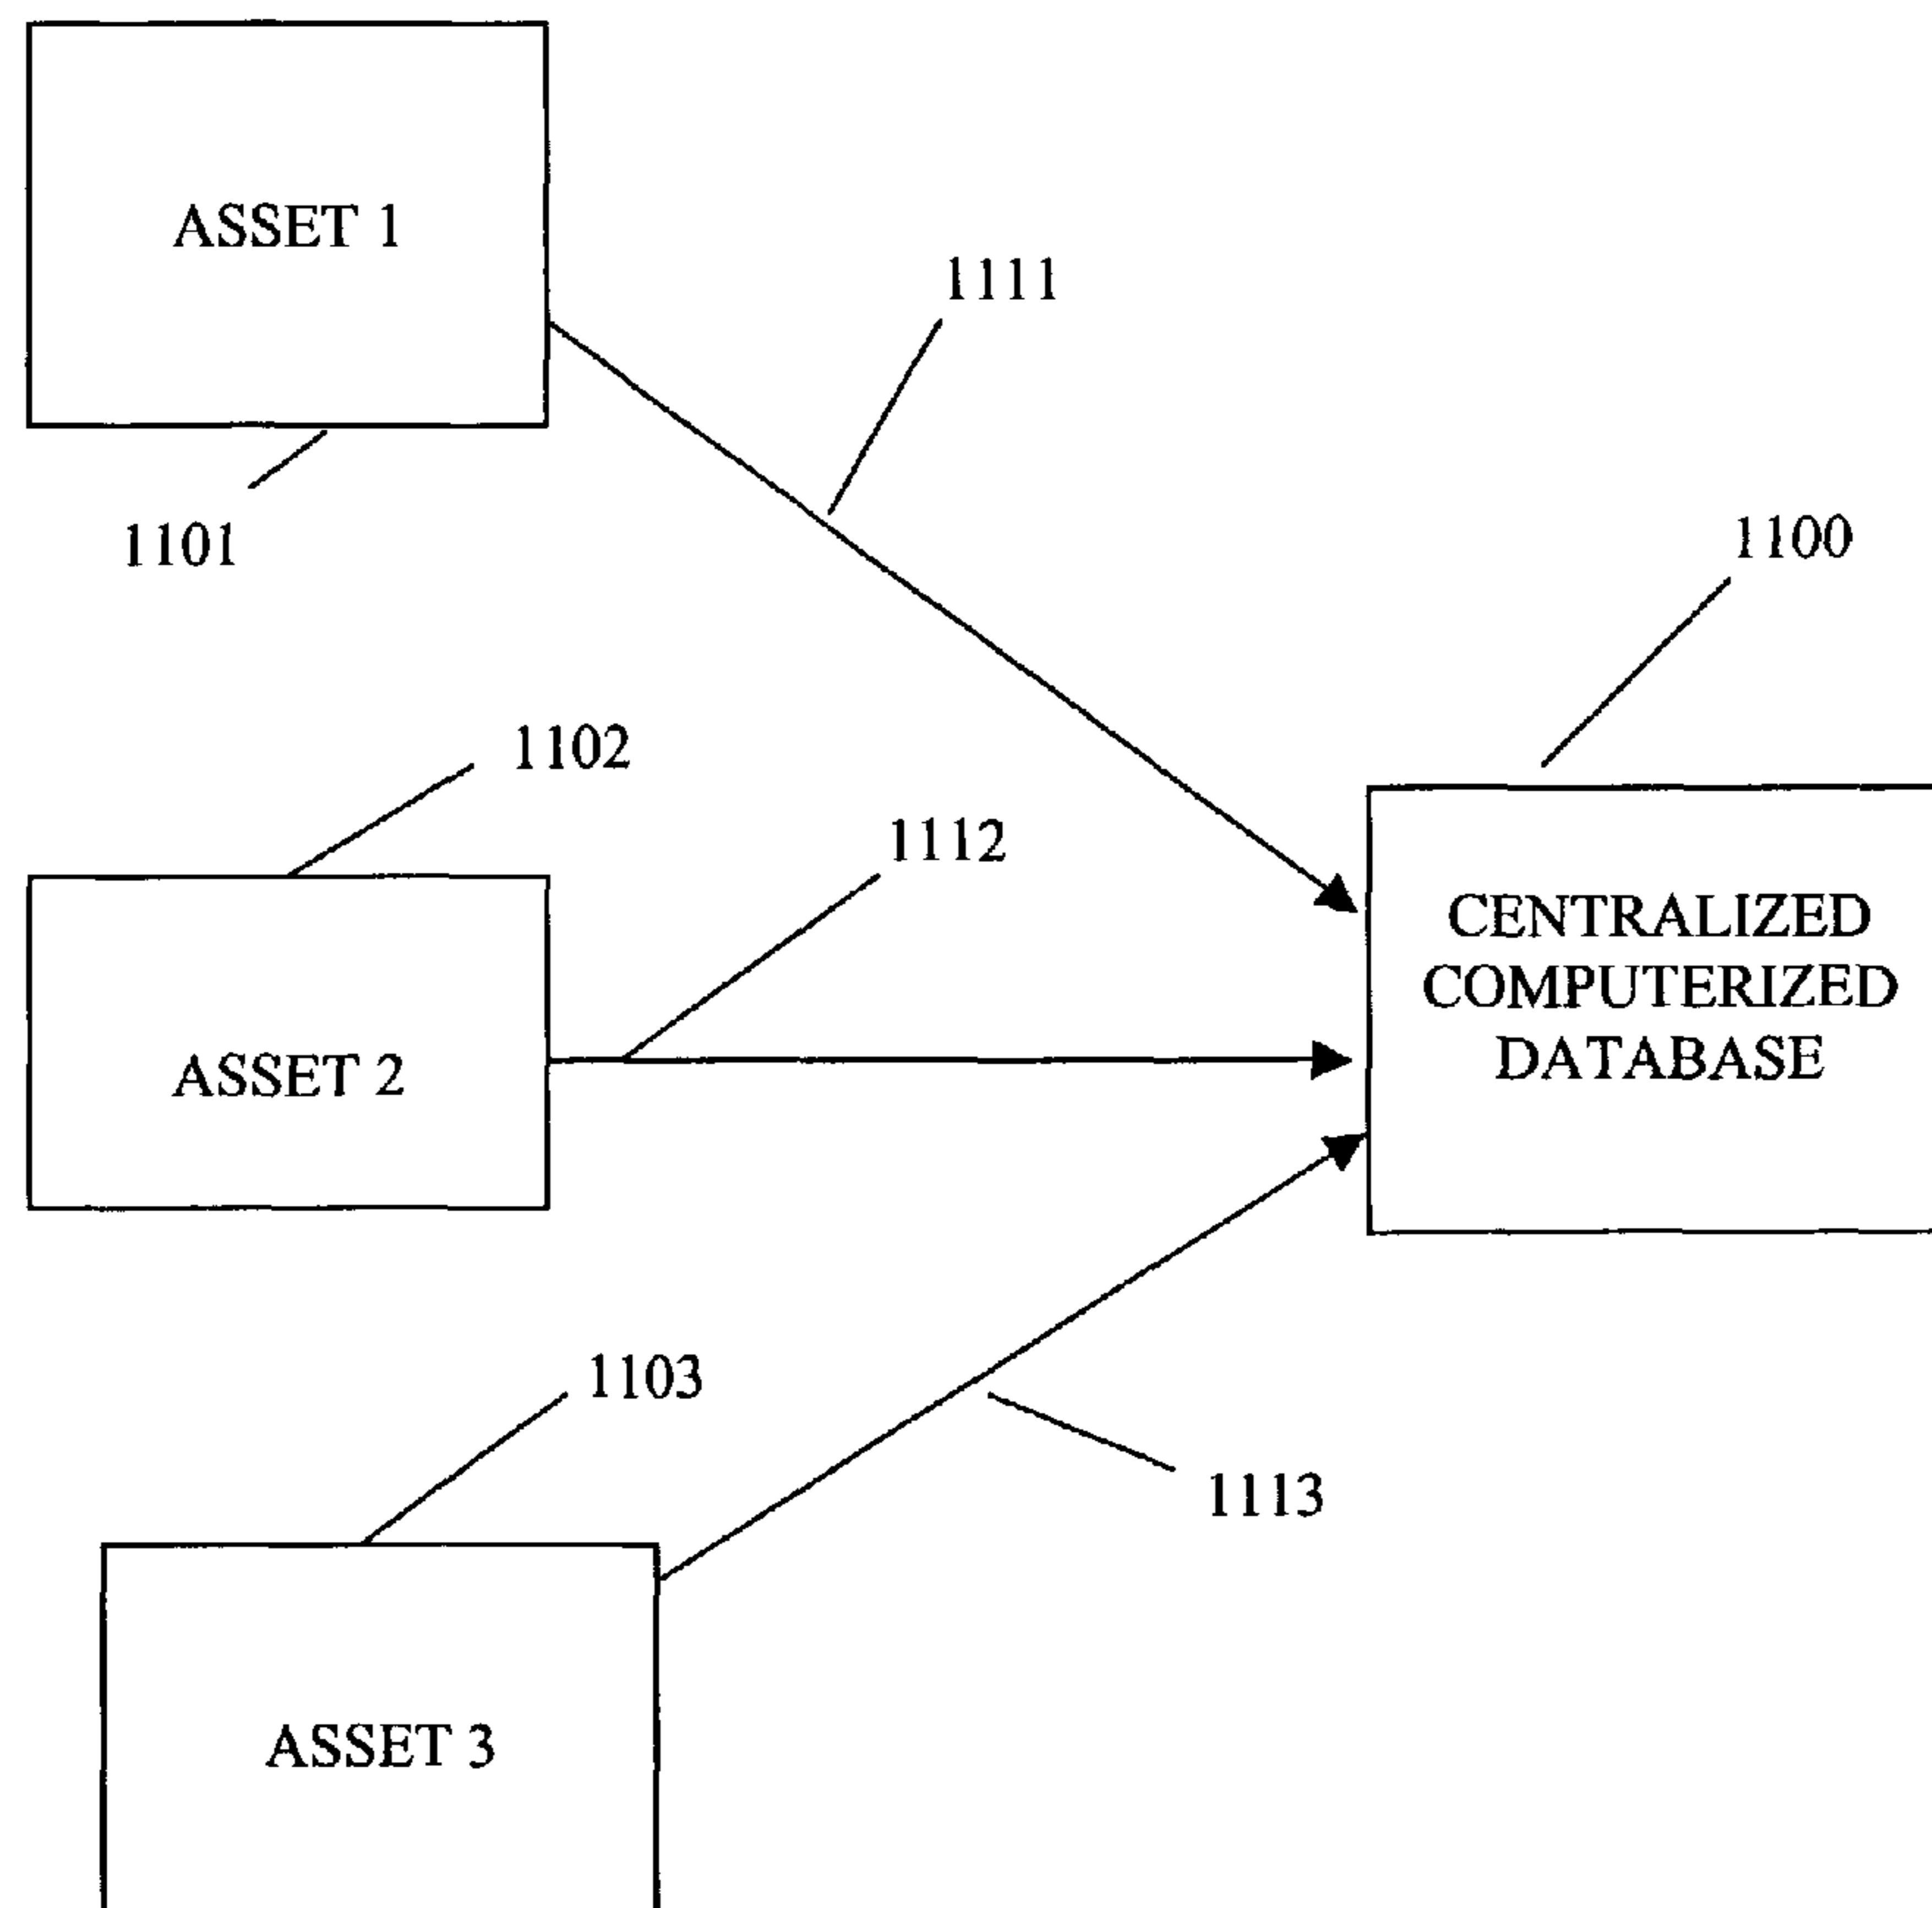 ASSET 1
1111
1101
1100
1102
1112
CENTRALIZED
COMPUTERIZED
DATABASE
ASSET 2
1103
1113
ASSET 3